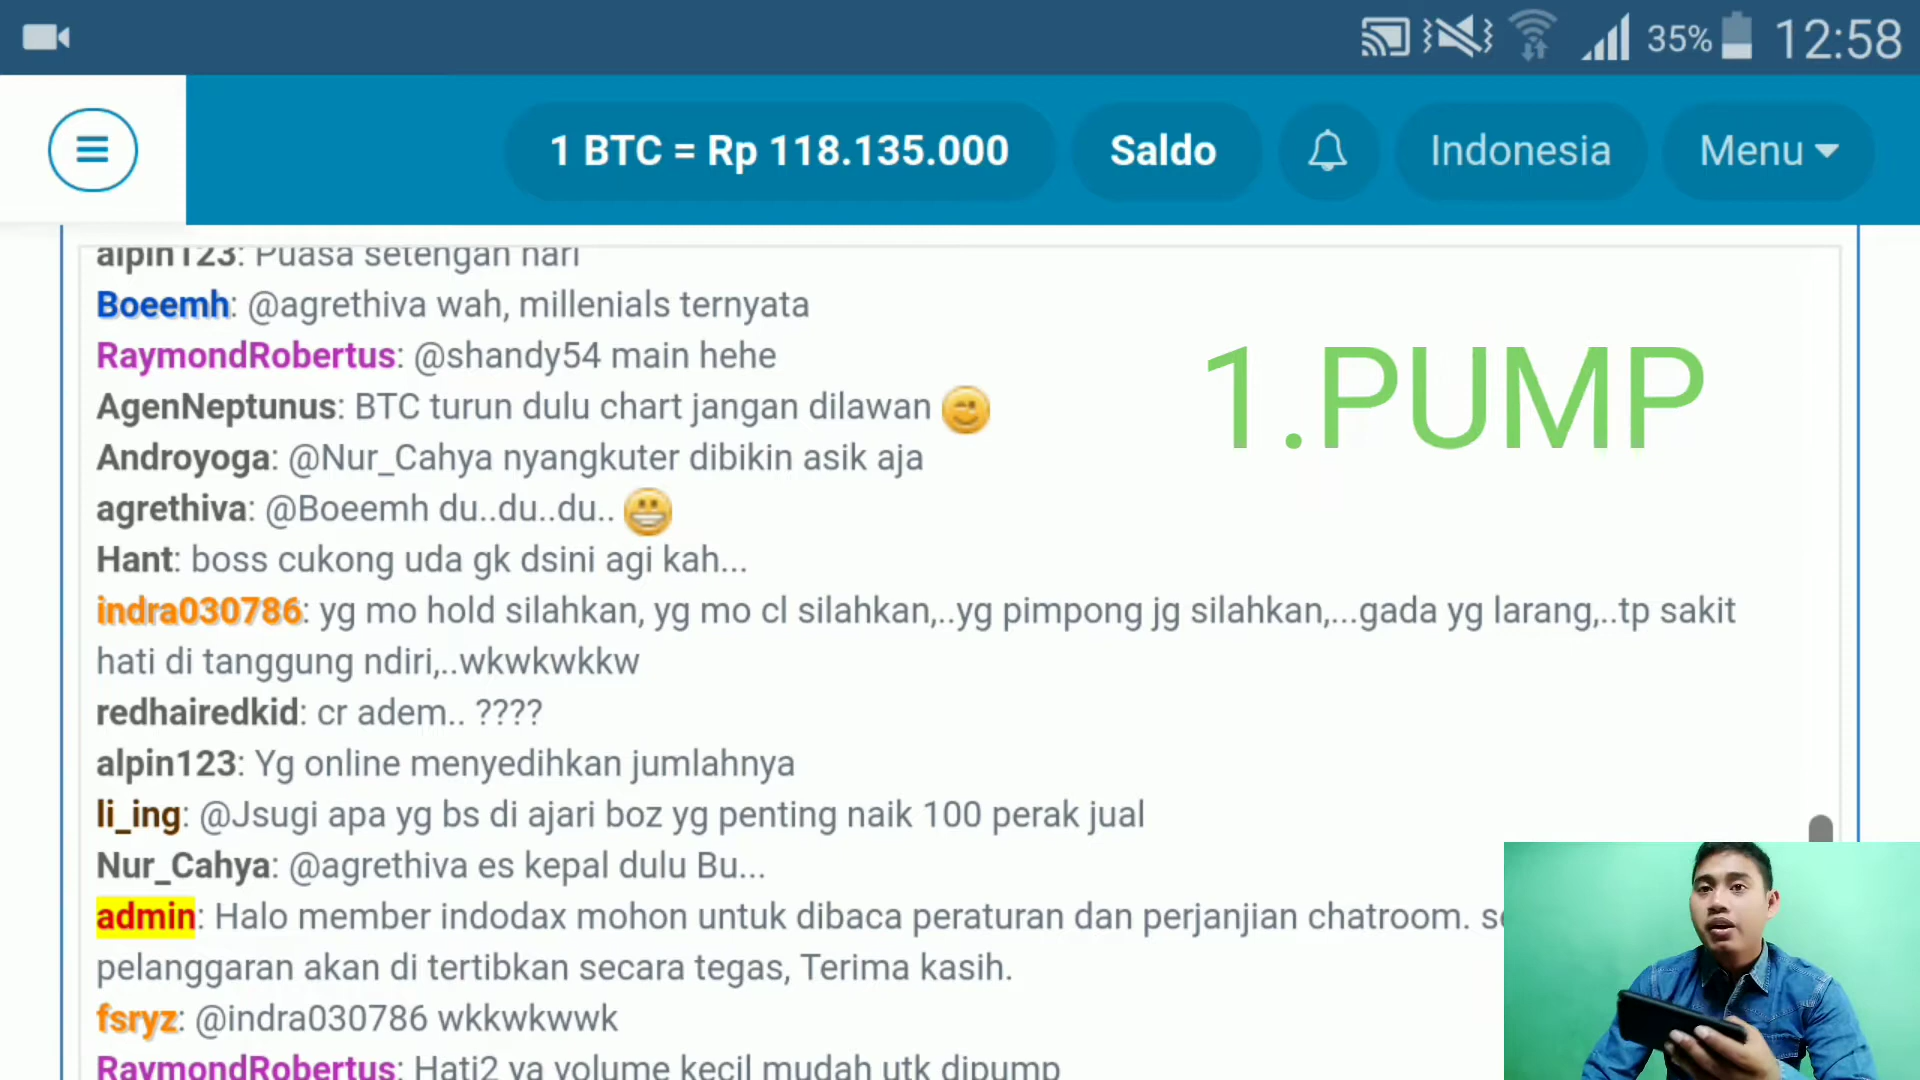 35% 12:58
1 BTC = Rp 118.135.000 Saldo Indonesia Menu
alpin123: Puasa setengah hari
Boeemh: @agrethiva wah, millenials ternyata
RaymondRobertus: @shandy54 main hehe
1.PUMP
AgenNeptunus: BTC turun dulu chart jangan dilawan
Androyoga: @Nur_Cahya nyangkuter dibikin asik aja
agrethiva: @Boeemh du..du..du..
Hant: boss cukong uda gk dsini agi kah...
indra030786: yg mo hold silahkan, yg mo cl silahkan,..yg pimpong jg silahkan,...gada yg larang,..tp sakit
hati di tanggung ndiri,..wkwkwkkw
redhairedkid: cr adem.. ????
alpin123: Yg online menyedihkan jumlahnya
li_ing: @Jsugi apa yg bs di ajari boz yg penting naik 100 perak jual
Nur_Cahya: @agrethiva es kepal dulu Bu...
admin: Halo member indodax mohon untuk dibaca peraturan dan perjanjian chatroom.
pelanggaran akan di tertibkan secara tegas, Terima kasih.
fsryz: @indra030786 wkkwkwwk
RaymondRobertus: Hati2 ya volume kecil mudah utk dipump